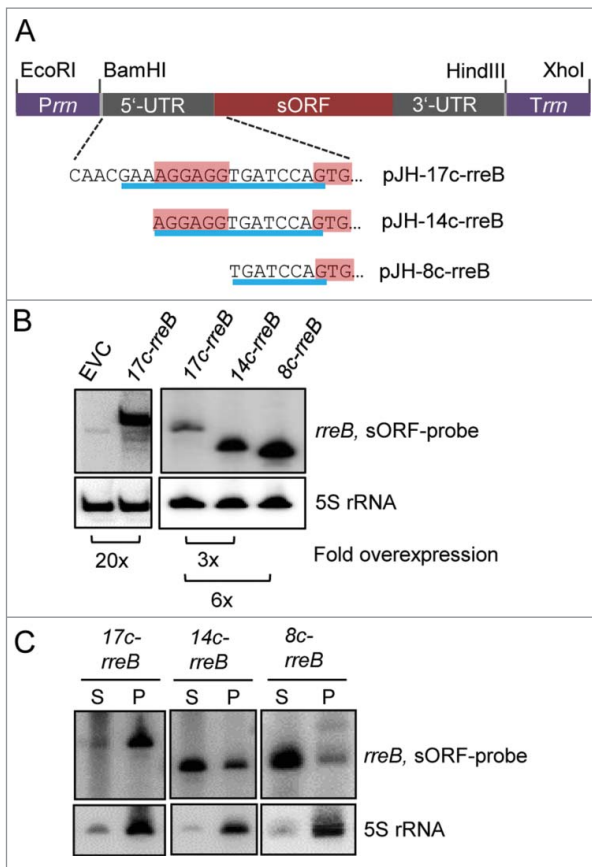 A
EcoRI BamHI HindIII XhoI
Prrn 5'-UTR sORF 3'-UTR Trrn
CAACGAAAGGAGGTGATCCAGTG... pJH-17c-rreB
AGGAGGTGATCCAGTG... pJH-14c-rreB
TGATCCAGTG... pJH-8c-rreB
B
EVC 17c-rreB 17c-rreB 14c-rreB 8c-rreB
rreB, sORF-probe
5S rRNA
20x 3x Fold overexpression
6x
C
17c- 14c- 8c-
rreB rreB rreB
S P S P S P
rreB, sORF-probe
5S rRNA